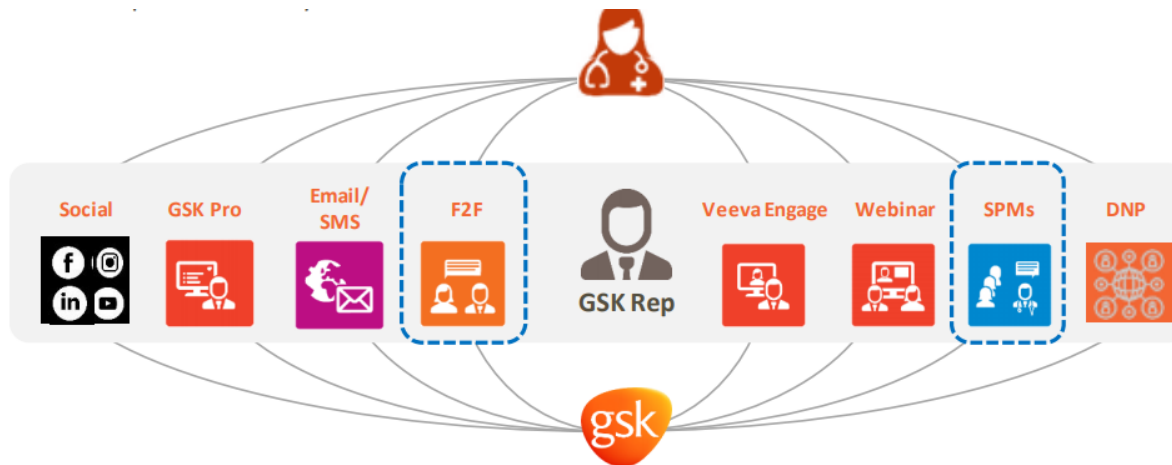 Social
GSK Pro
Email/
SMS
F2F
GSK Rep
Veeva Engage
Webinar
SPMs
DNP
f
in
gsk